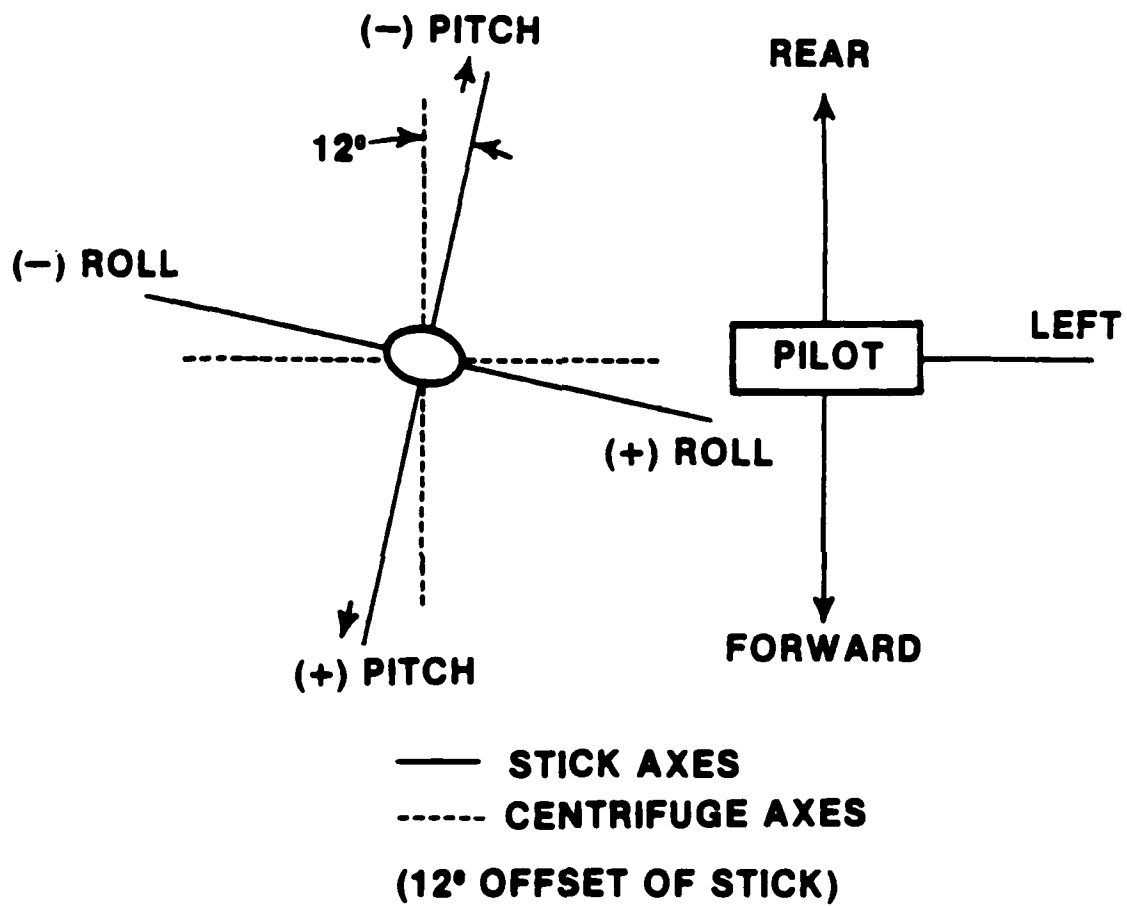 (−) PITCH
REAR
12°
(−) ROLL
LEFT
PILOT
(+) ROLL
FORWARD
(+) PITCH
STICK AXES
CENTRIFUGE AXES
(12° OFFSET OF STICK)